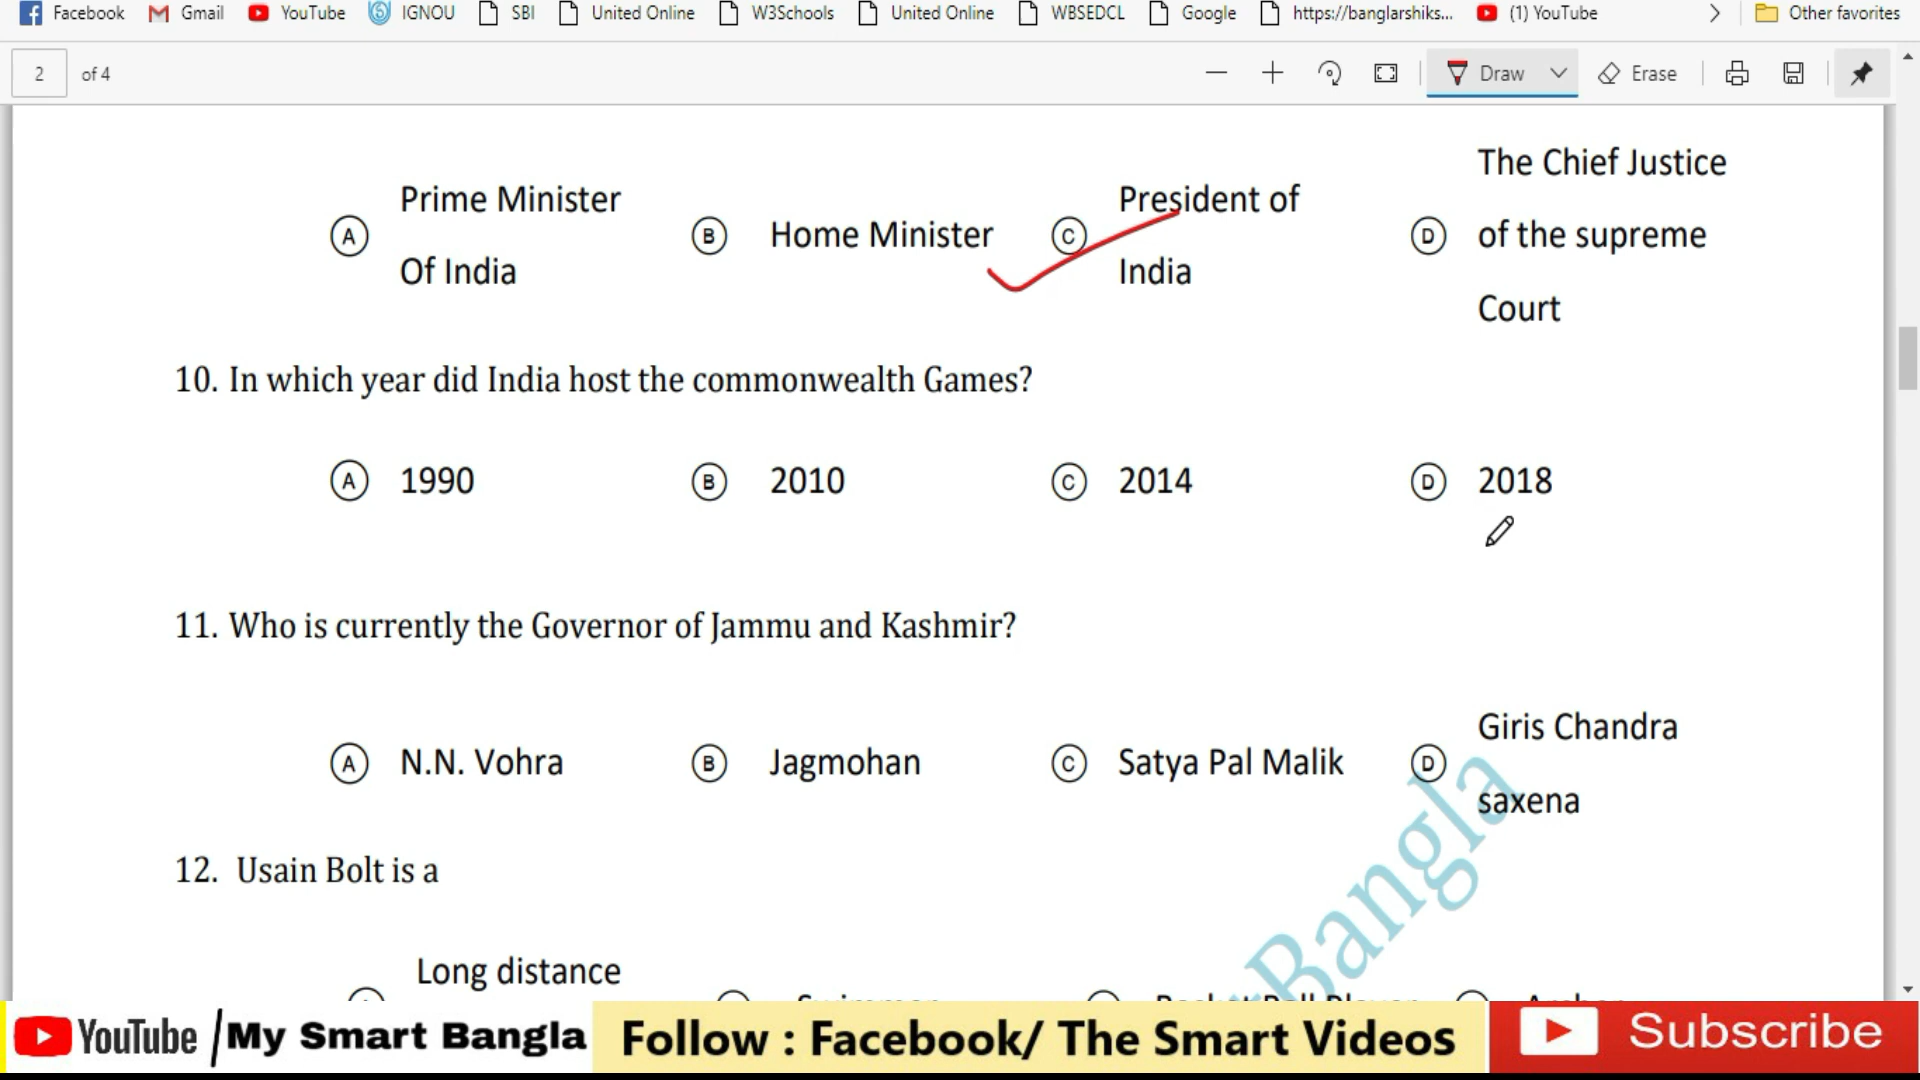 Facebook Gmail YouTube IGNOU SBI United Online W3Schools United Online WBSEDCL Google https://banglarshiks... (1) YouTube Other favorites
2 of 4 Draw Erase
A Prime Minister Of India B Home Minister C President of India D The Chief Justice of the supreme Court
10. In which year did India host the commonwealth Games?
A 1990 B 2010 C 2014 D 2018
11. Who is currently the Governor of Jammu and Kashmir?
A N.N. Vohra B Jagmohan C Satya Pal Malik D Giris Chandra saxena
12. Usain Bolt is a
Long distance
Bangla
YouTube /My Smart Bangla Follow : Facebook/ The Smart Videos Subscribe